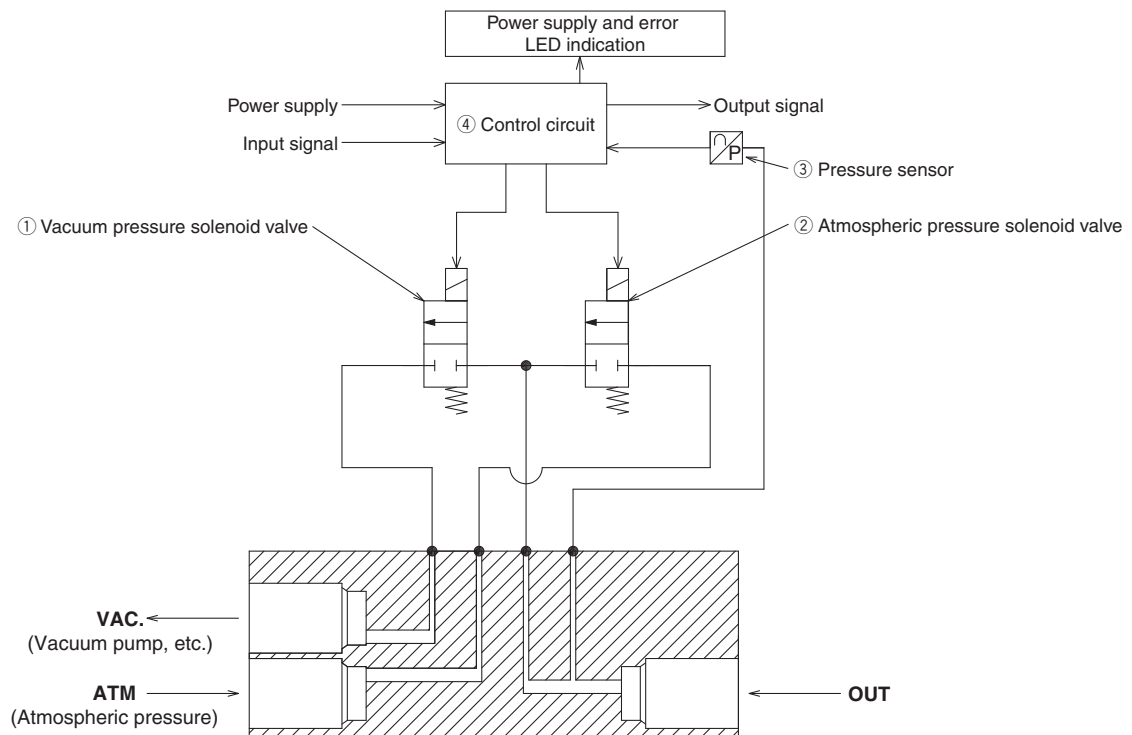 Power supply and error
LED indication
Power supply
④ Control circuit
Output signal
Input signal
P
③ Pressure sensor
① Vacuum pressure solenoid valve
② Atmospheric pressure solenoid valve
VAC.
(Vacuum pump, etc.)
ATM
(Atmospheric pressure)
OUT